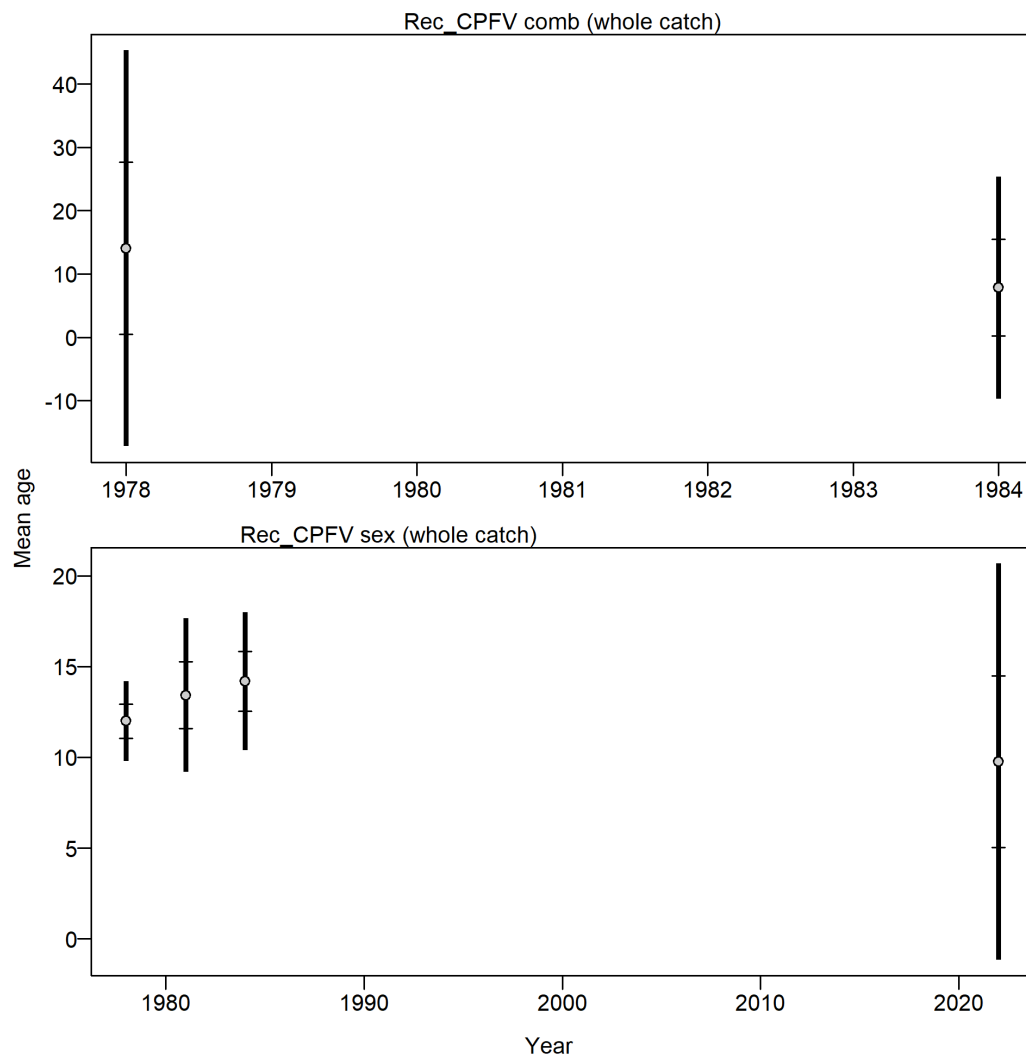 Rec_CPFV comb (whole catch)
40
30
20
10
0
-10
1978 1979 1980 1981 1982 1983 1984
Mean age
Rec_CPFV sex (whole catch)
20
15
10
5
0
1980 1990 2000 2010 2020
Year